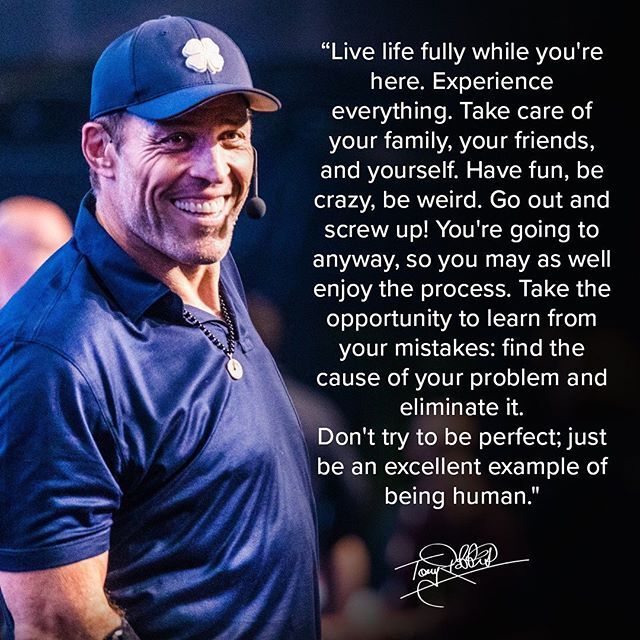 “Live life fully while you're
here. Experience
everything. Take care of
your family, your friends,
and yourself. Have fun, be
crazy, be weird. Go out and
screw up! You're going to
anyway, so you may as well
enjoy the process. Take the
opportunity to learn from
your mistakes: find the
cause of your problem and
eliminate it.
Don't try to be perfect; just
be an excellent example of
being human."
Tony Robbins